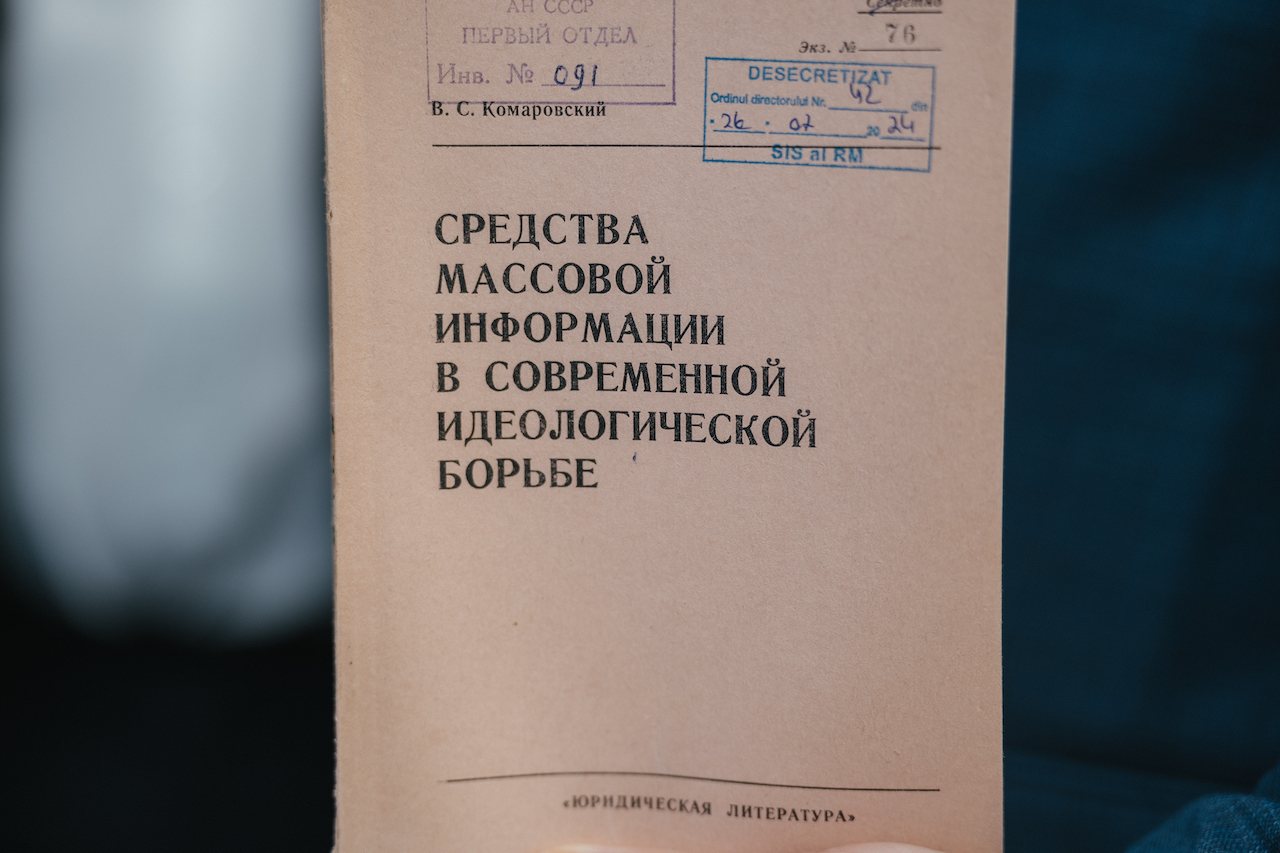 АН СССР
ПЕРВЫЙ ОТДЕЛ
Инв. № 091
Секретно
Экз. № 76
DESECRETIZAT
Ordinul directorului Nr. 42 din
26 . 07 2024
SIS al RM
В. С. Комаровский
СРЕДСТВА
МАССОВОЙ
ИНФОРМАЦИИ
В СОВРЕМЕННОЙ
ИДЕОЛОГИЧЕСКОЙ
БОРЬБЕ
«ЮРИДИЧЕСКАЯ ЛИТЕРАТУРА»